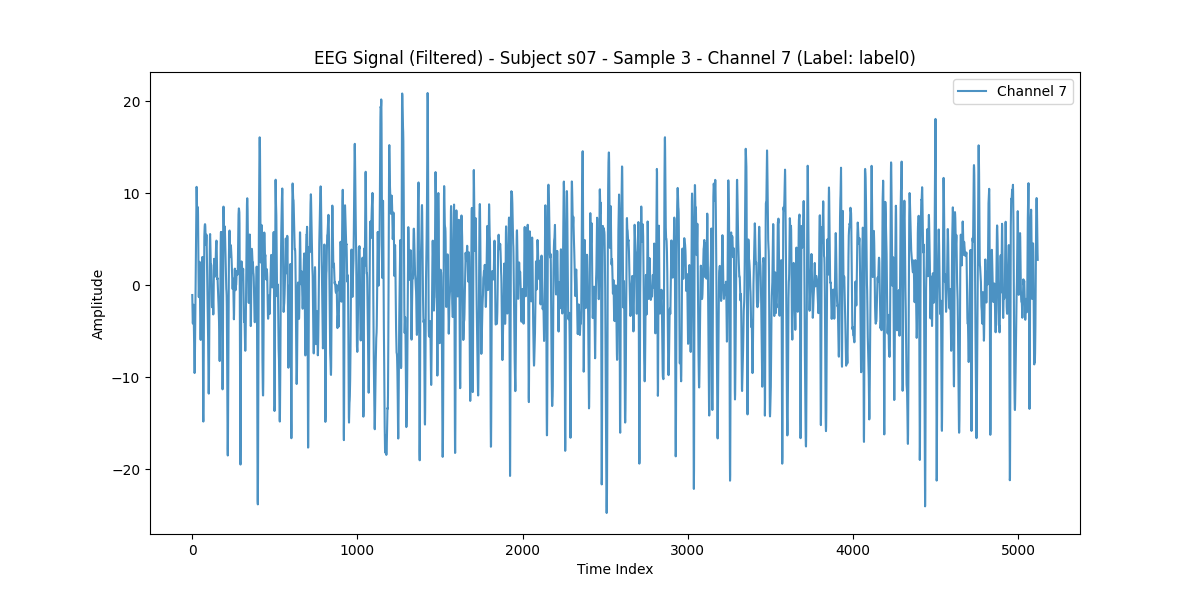 EEG Signal (Filtered) - Subject s07 - Sample 3 - Channel 7 (Label: label0)
Channel 7
20
10
0
−10
−20
Amplitude
0 1000 2000 3000 4000 5000
Time Index